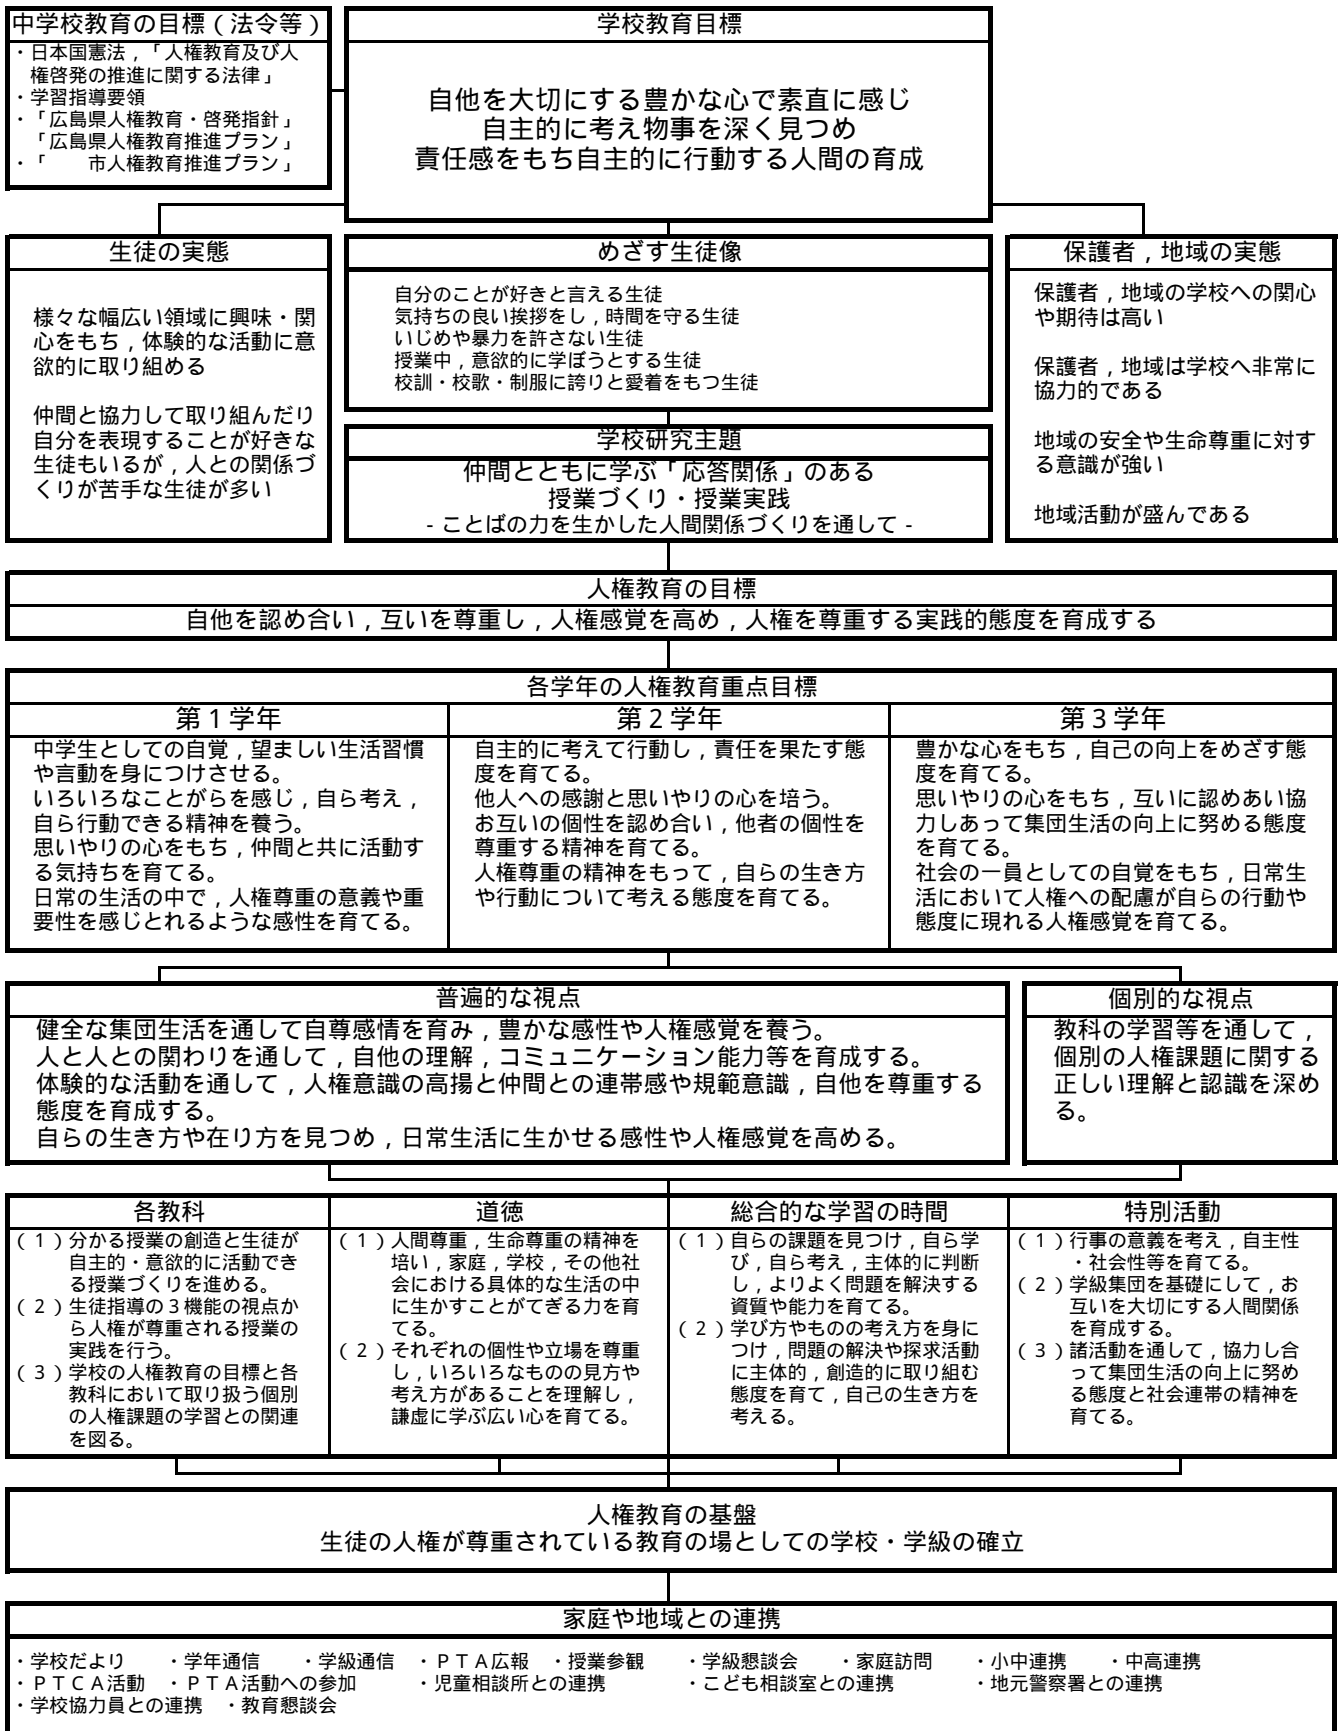 中学校教育の目標（法令等）
・日本国憲法，「人権教育及び人
権啓発の推進に関する法律」
・学習指導要領
・「広島県人権教育・啓発指針」
「広島県人権教育推進プラン」
・「　　市人権教育推進プラン」
学校教育目標
自他を大切にする豊かな心で素直に感じ
自主的に考え物事を深く見つめ
責任感をもち自主的に行動する人間の育成
生徒の実態
様々な幅広い領域に興味・関
心をもち，体験的な活動に意
欲的に取り組める
仲間と協力して取り組んだり
自分を表現することが好きな
生徒もいるが，人との関係づ
くりが苦手な生徒が多い
めざす生徒像
自分のことが好きと言える生徒
気持ちの良い挨拶をし，時間を守る生徒
いじめや暴力を許さない生徒
授業中，意欲的に学ぼうとする生徒
校訓・校歌・制服に誇りと愛着をもつ生徒
学校研究主題
仲間とともに学ぶ「応答関係」のある
授業づくり・授業実践
- ことばの力を生かした人間関係づくりを通して -
保護者，地域の実態
保護者，地域の学校への関心
や期待は高い
保護者，地域は学校へ非常に
協力的である
地域の安全や生命尊重に対す
る意識が強い
地域活動が盛んである
人権教育の目標
自他を認め合い，互いを尊重し，人権感覚を高め，人権を尊重する実践的態度を育成する
各学年の人権教育重点目標
第１学年
中学生としての自覚，望ましい生活習慣
や言動を身につけさせる。
いろいろなことがらを感じ，自ら考え，
自ら行動できる精神を養う。
思いやりの心をもち，仲間と共に活動す
る気持ちを育てる。
日常の生活の中で，人権尊重の意義や重
要性を感じとれるような感性を育てる。
第２学年
自主的に考えて行動し，責任を果たす態
度を育てる。
他人への感謝と思いやりの心を培う。
お互いの個性を認め合い，他者の個性を
尊重する精神を育てる。
人権尊重の精神をもって，自らの生き方
や行動について考える態度を育てる。
第３学年
豊かな心をもち，自己の向上をめざす態
度を育てる。
思いやりの心をもち，互いに認めあい協
力しあって集団生活の向上に努める態度
を育てる。
社会の一員としての自覚をもち，日常生
活において人権への配慮が自らの行動や
態度に現れる人権感覚を育てる。
普遍的な視点
健全な集団生活を通して自尊感情を育み，豊かな感性や人権感覚を養う。
人と人との関わりを通して，自他の理解，コミュニケーション能力等を育成する。
体験的な活動を通して，人権意識の高揚と仲間との連帯感や規範意識，自他を尊重する
態度を育成する。
自らの生き方や在り方を見つめ，日常生活に生かせる感性や人権感覚を高める。
個別的な視点
教科の学習等を通して，
個別の人権課題に関する
正しい理解と認識を深め
る。
各教科
（１）分かる授業の創造と生徒が
自主的・意欲的に活動でき
る授業づくりを進める。
（２）生徒指導の３機能の視点か
ら人権が尊重される授業の
実践を行う。
（３）学校の人権教育の目標と各
教科において取り扱う個別
の人権課題の学習との関連
を図る。
道徳
（１）人間尊重，生命尊重の精神を
培い，家庭，学校，その他社
会における具体的な生活の中
に生かすことがてぎる力を育
てる。
（２）それぞれの個性や立場を尊重
し，いろいろなものの見方や
考え方があることを理解し，
謙虚に学ぶ広い心を育てる。
総合的な学習の時間
（１）自らの課題を見つけ，自ら学
び，自ら考え，主体的に判断
し，よりよく問題を解決する
資質や能力を育てる。
（２）学び方やものの考え方を身に
つけ，問題の解決や探求活動
に主体的，創造的に取り組む
態度を育て，自己の生き方を
考える。
特別活動
（１）行事の意義を考え，自主性
・社会性等を育てる。
（２）学級集団を基礎にして，お
互いを大切にする人間関係
を育成する。
（３）諸活動を通して，協力し合
って集団生活の向上に努め
る態度と社会連帯の精神を
育てる。
人権教育の基盤
生徒の人権が尊重されている教育の場としての学校・学級の確立
家庭や地域との連携
・学校だより　・学年通信　・学級通信　・ＰＴＡ広報　・授業参観　・学級懇談会　・家庭訪問　・小中連携　・中高連携
・ＰＴＣＡ活動　・ＰＴＡ活動への参加　・児童相談所との連携　・こども相談室との連携　・地元警察署との連携
・学校協力員との連携　・教育懇談会